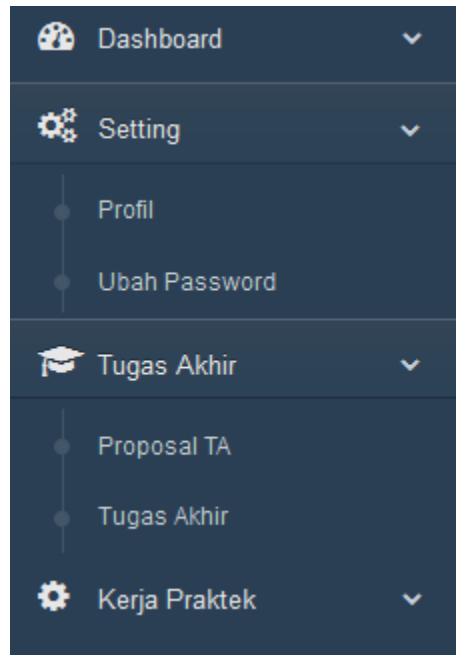 Dashboard
Setting
Profil
Ubah Password
Tugas Akhir
Proposal TA
Tugas Akhir
Kerja Praktek